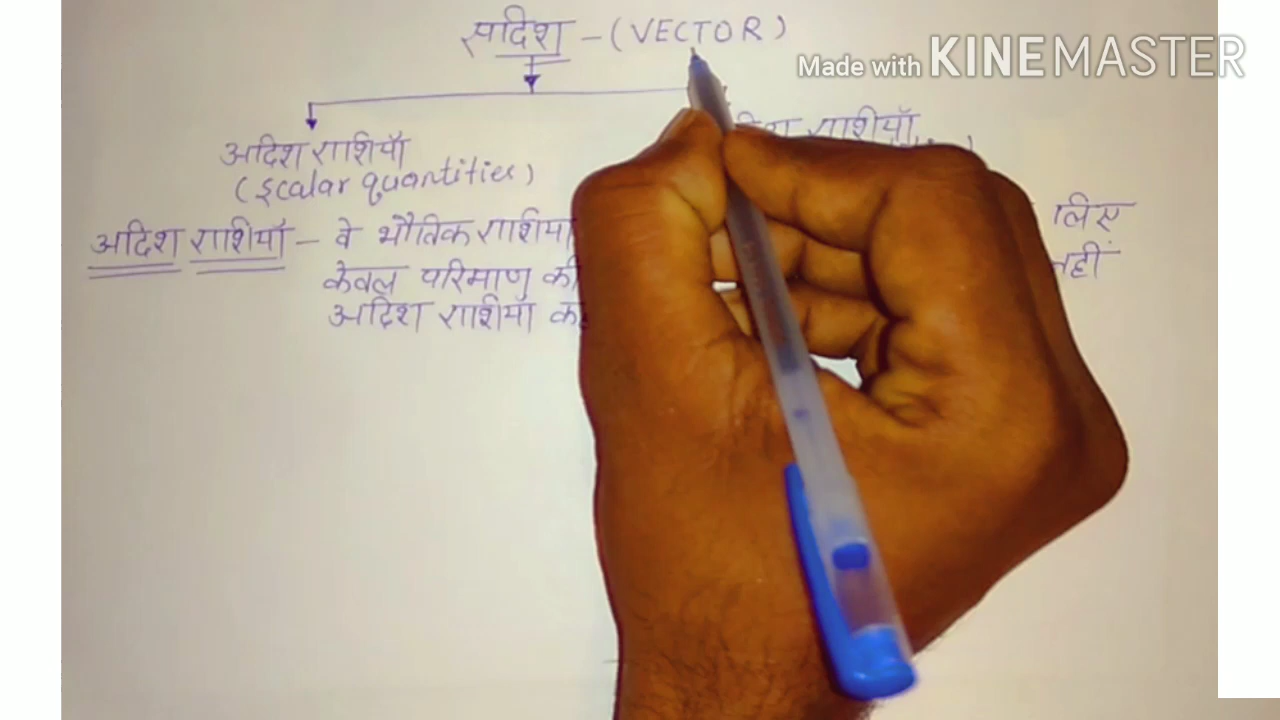 सदिश - (VECTOR)
Made with KINEMASTER
अदिश राशियाँ
राशियाँ
(scalar quantities)
अदिश राशियाँ - वे भौतिक राशिया लिए
केवल परिमाण की नहीं
अदिश राशियाँ